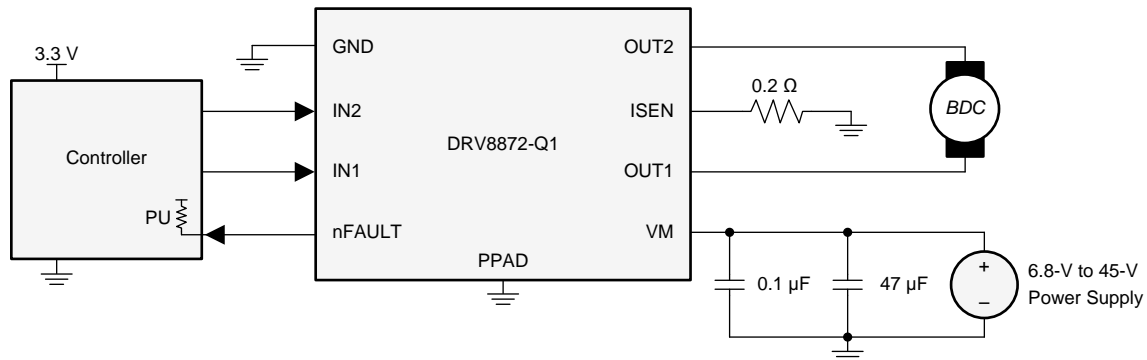 3.3 V
Controller
PU
GND
IN2
IN1
nFAULT
DRV8872-Q1
PPAD
OUT2
ISEN
OUT1
VM
0.2 Ω
BDC
0.1 µF
47 µF
+
–
6.8-V to 45-V
Power Supply